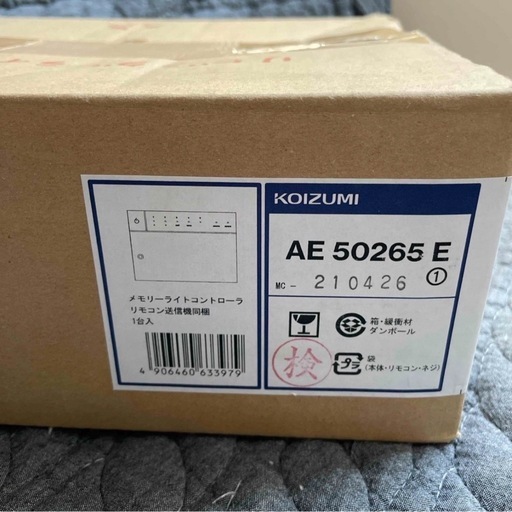 KOIZUMI
AE 50265 E
MC- 210426 ①
メモリーライトコントローラ
リモコン送信機同梱
1台入
4 906460 633979
検
箱・緩衝材
ダンボール
プラ
袋
(本体・リモコン・ネジ)